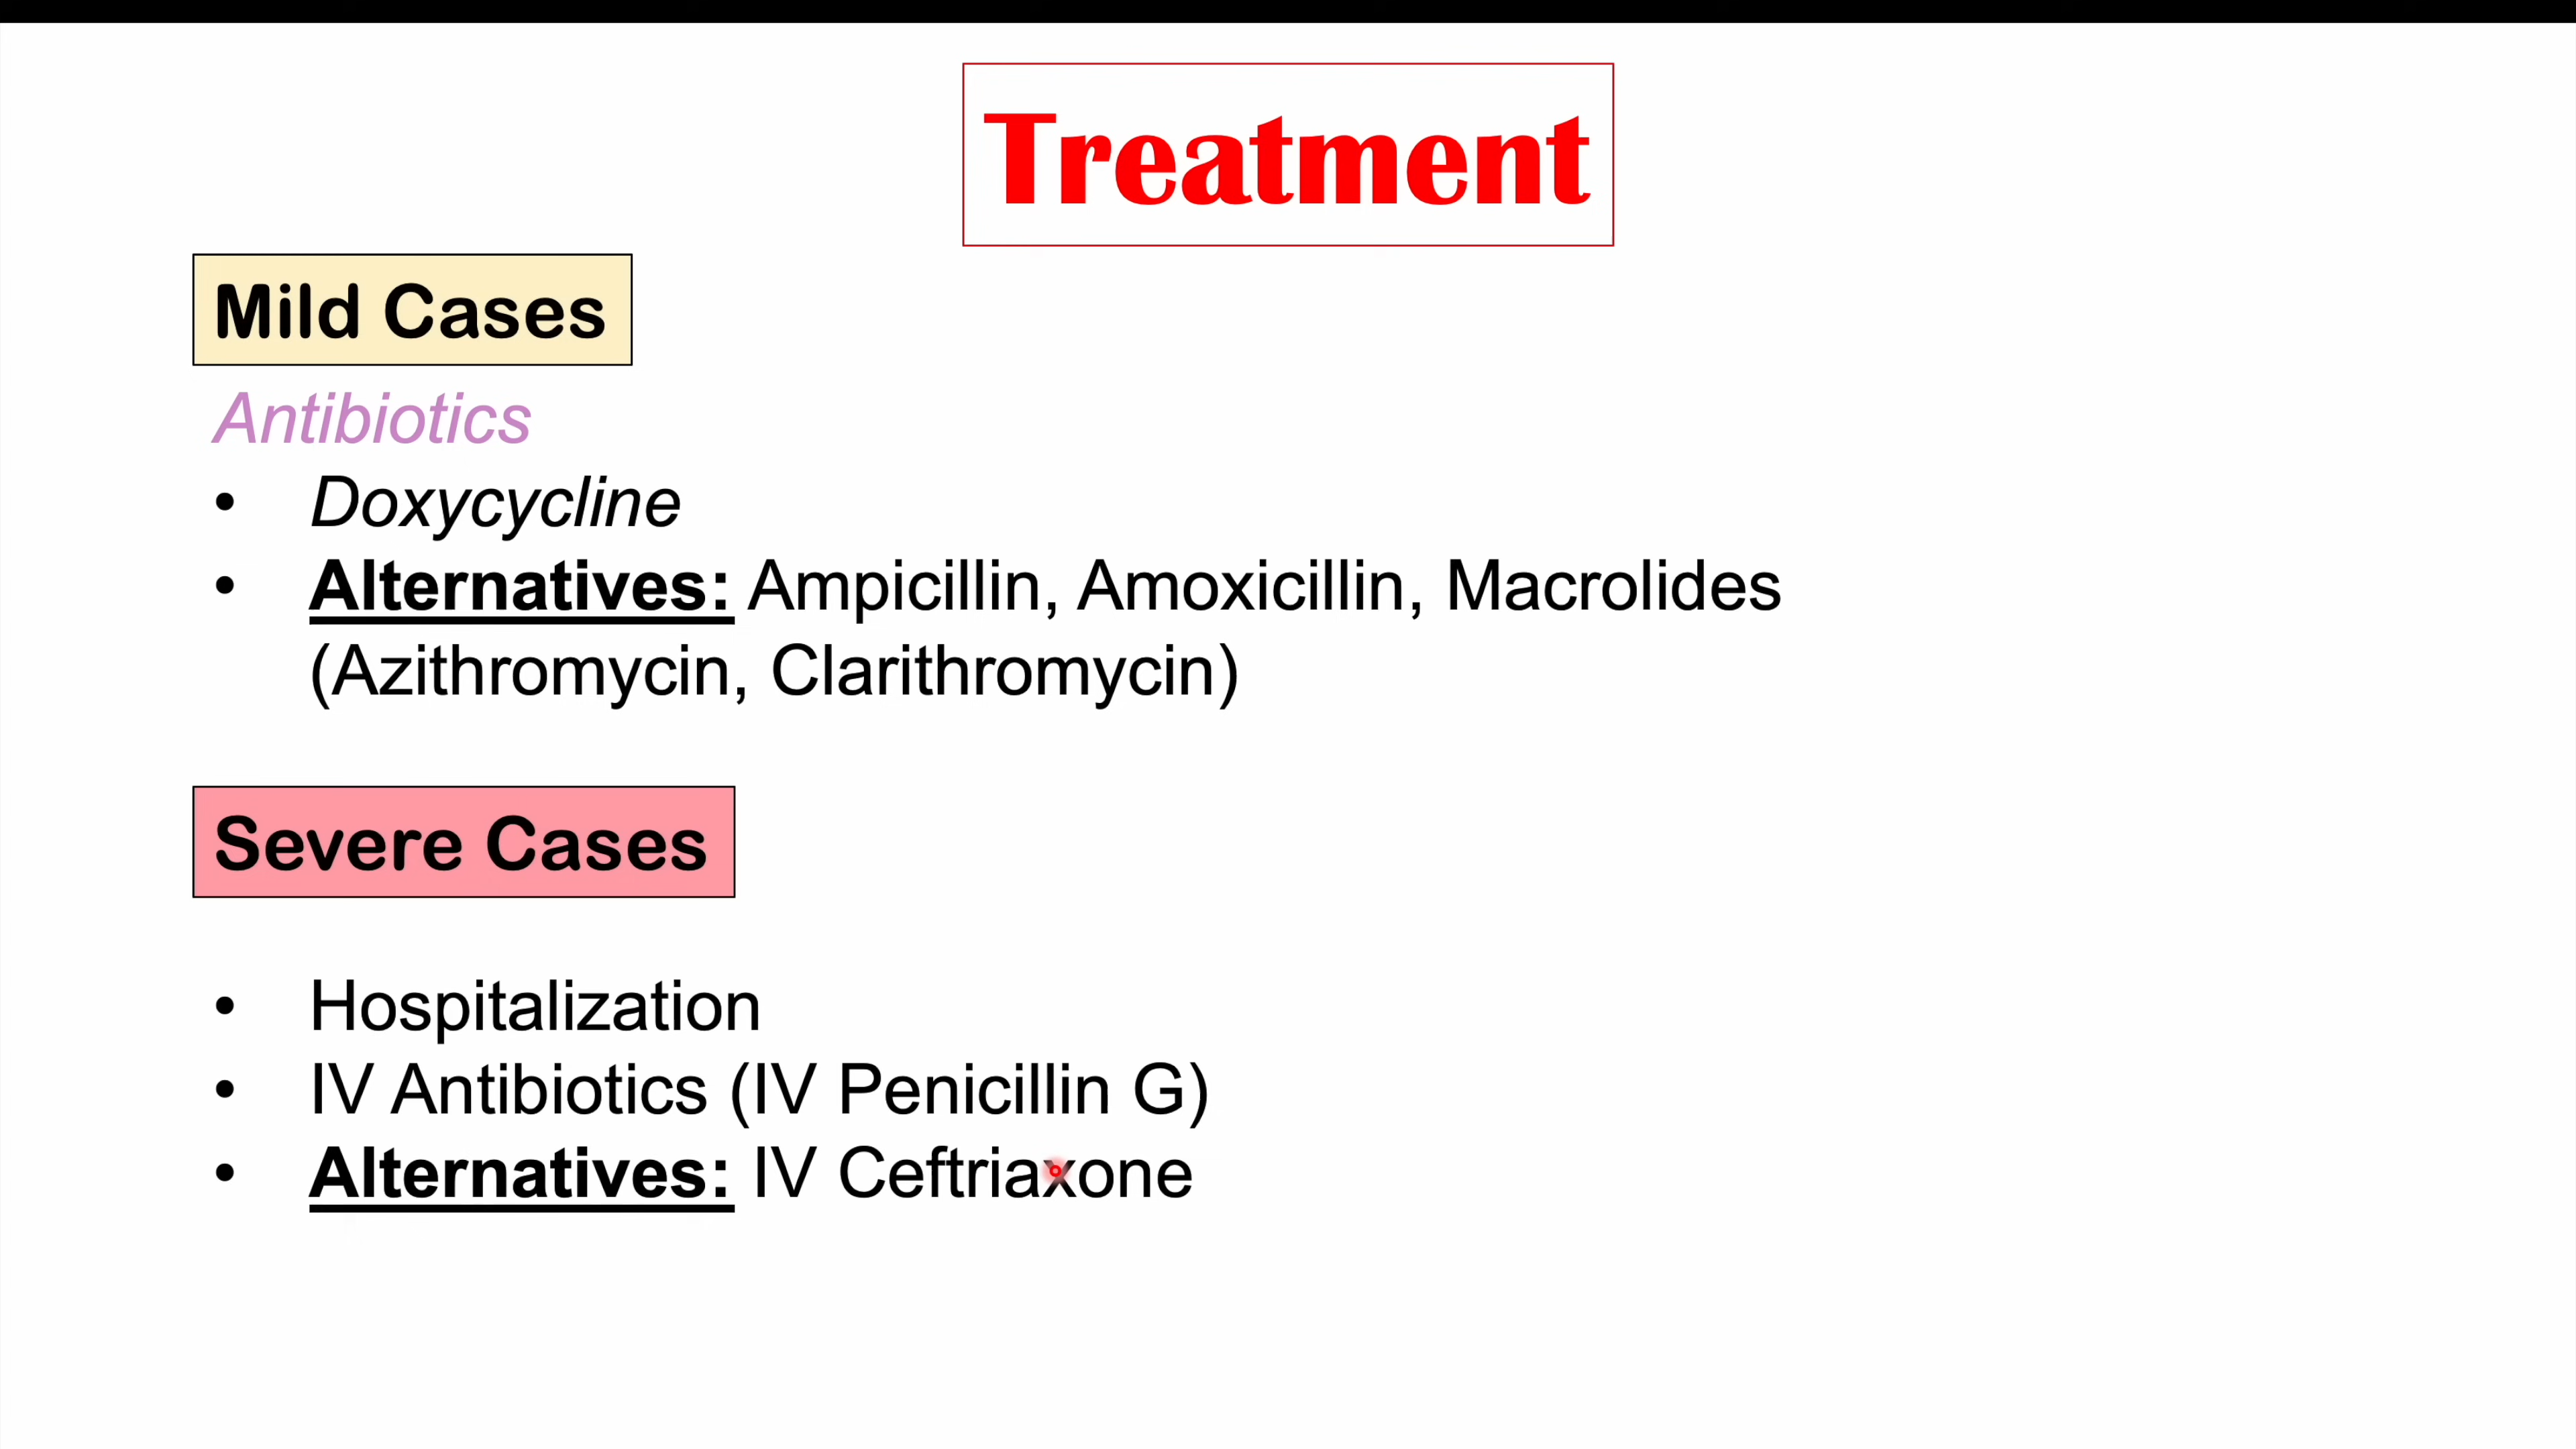 Treatment
Mild Cases
Antibiotics
• Doxycycline
• Alternatives: Ampicillin, Amoxicillin, Macrolides
(Azithromycin, Clarithromycin)
Severe Cases
• Hospitalization
• IV Antibiotics (IV Penicillin G)
• Alternatives: IV Ceftriaxone